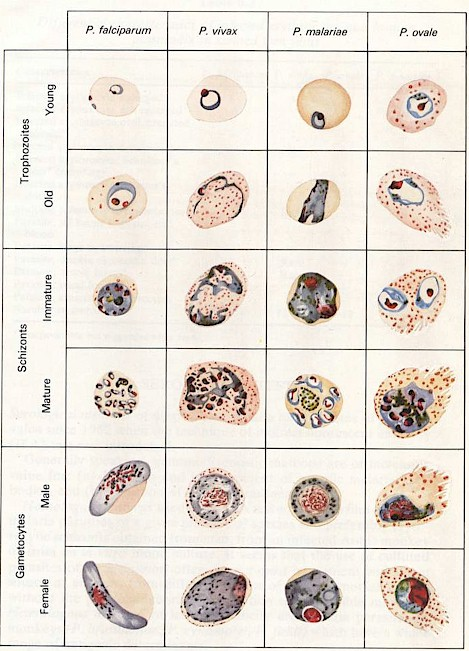 P. falciparum P. vivax P. malariae P. ovale
Trophozoites
Young
Old
Schizonts
Immature
Mature
Gametocytes
Male
Female